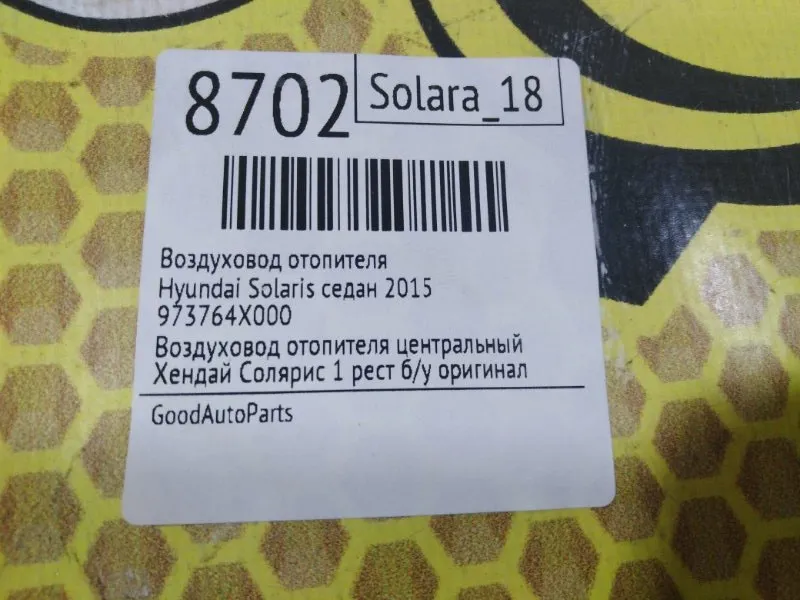 8702
Solara_18
Воздуховод отопителя
Hyundai Solaris седан 2015
973764X000
Воздуховод отопителя центральный
Хендай Солярис 1 рест б/у оригинал
GoodAutoParts